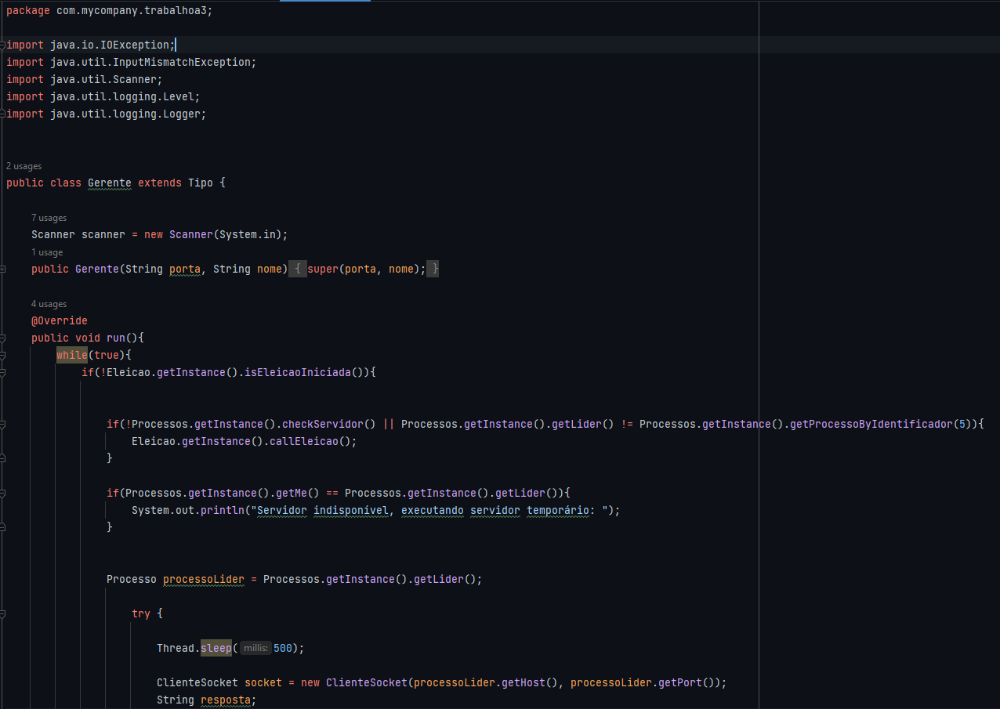 package com.mycompany.trabalhoa3;
import java.io.IOException;
import java.util.InputMismatchException;
import java.util.Scanner;
import java.util.logging.Level;
import java.util.logging.Logger;
2 usages
public class Gerente extends Tipo {
7 usages
Scanner scanner = new Scanner(System.in);
1 usage
public Gerente(String porta, String nome) { super(porta, nome); }
4 usages
@Override
public void run(){
while(true){
if(!Eleicao.getInstance().isEleicaoIniciada()){
if(!Processos.getInstance().checkServidor() || Processos.getInstance().getLider() != Processos.getInstance().getProcessoByIdentificador(5)){
Eleicao.getInstance().callEleicao();
}
if(Processos.getInstance().getMe() == Processos.getInstance().getLider()){
System.out.println("Servidor indisponível, executando servidor temporário: ");
}
Processo processoLider = Processos.getInstance().getLider();
try {
Thread.sleep( millis: 500);
ClienteSocket socket = new ClienteSocket(processoLider.getHost(), processoLider.getPort());
String resposta;